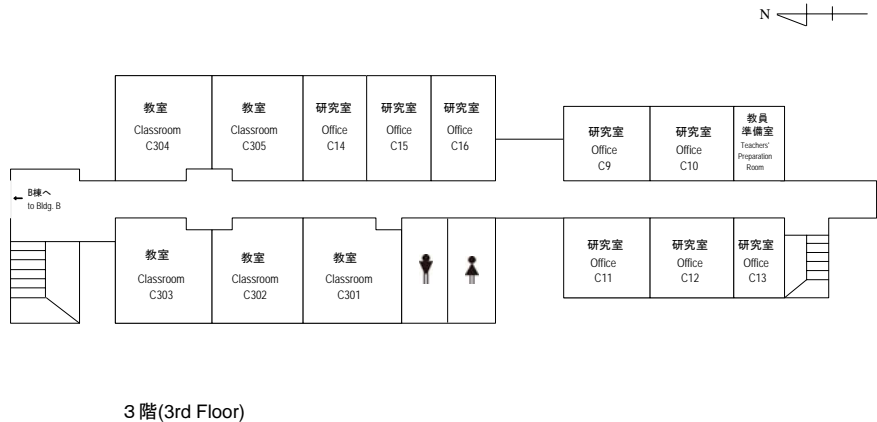 N
教室
Classroom
C304
教室
Classroom
C305
研究室
Office
C14
研究室
Office
C15
研究室
Office
C16
研究室
Office
C9
研究室
Office
C10
教員
準備室
Teachers'
Preparation
Room
B棟へ
to Bldg. B
教室
Classroom
C303
教室
Classroom
C302
教室
Classroom
C301
研究室
Office
C11
研究室
Office
C12
研究室
Office
C13
３階(3rd Floor)